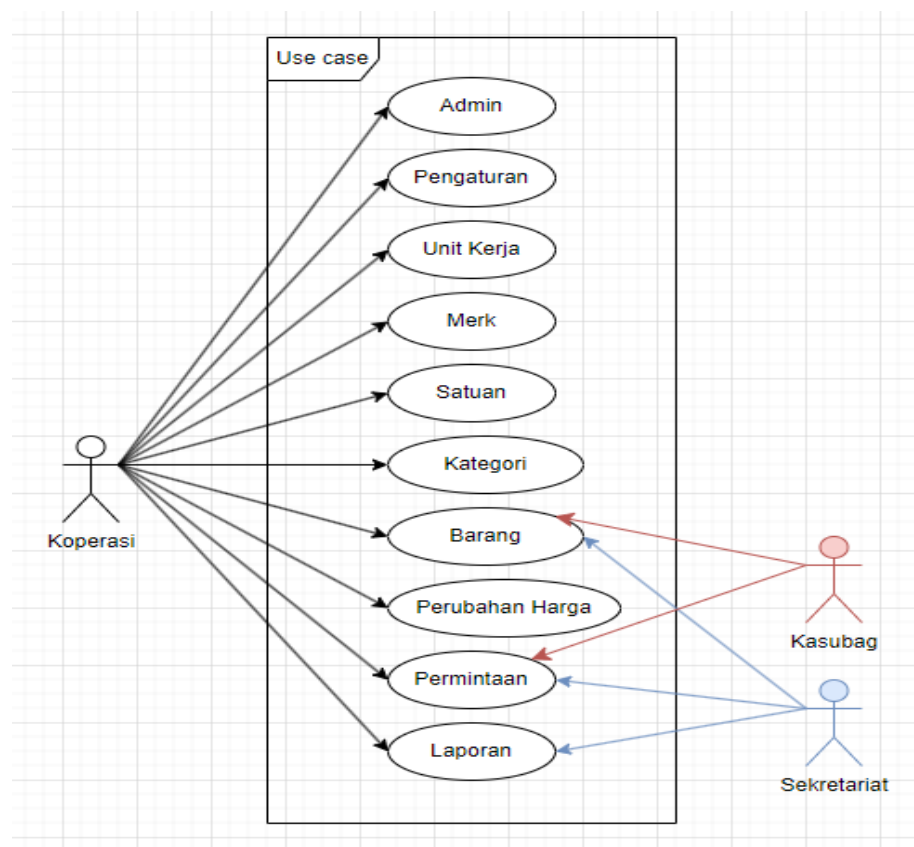 Use case
Admin
Pengaturan
Unit Kerja
Merk
Satuan
Kategori
Koperasi
Barang
Perubahan Harga
Kasubag
Permintaan
Laporan
Sekretariat